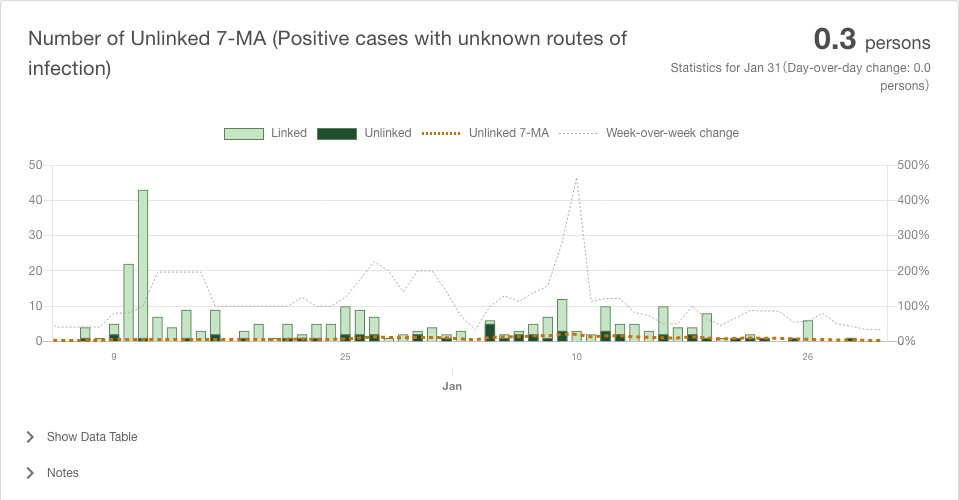 Number of Unlinked 7-MA (Positive cases with unknown routes of
infection)
0.3 persons
Statistics for Jan 31(Day-over-day change: 0.0
persons)
Linked
Unlinked
Unlinked 7-MA
Week-over-week change
50
40
30
20
10
0
500%
400%
300%
200%
100%
0%
9
25
10
26
Jan
Show Data Table
Notes